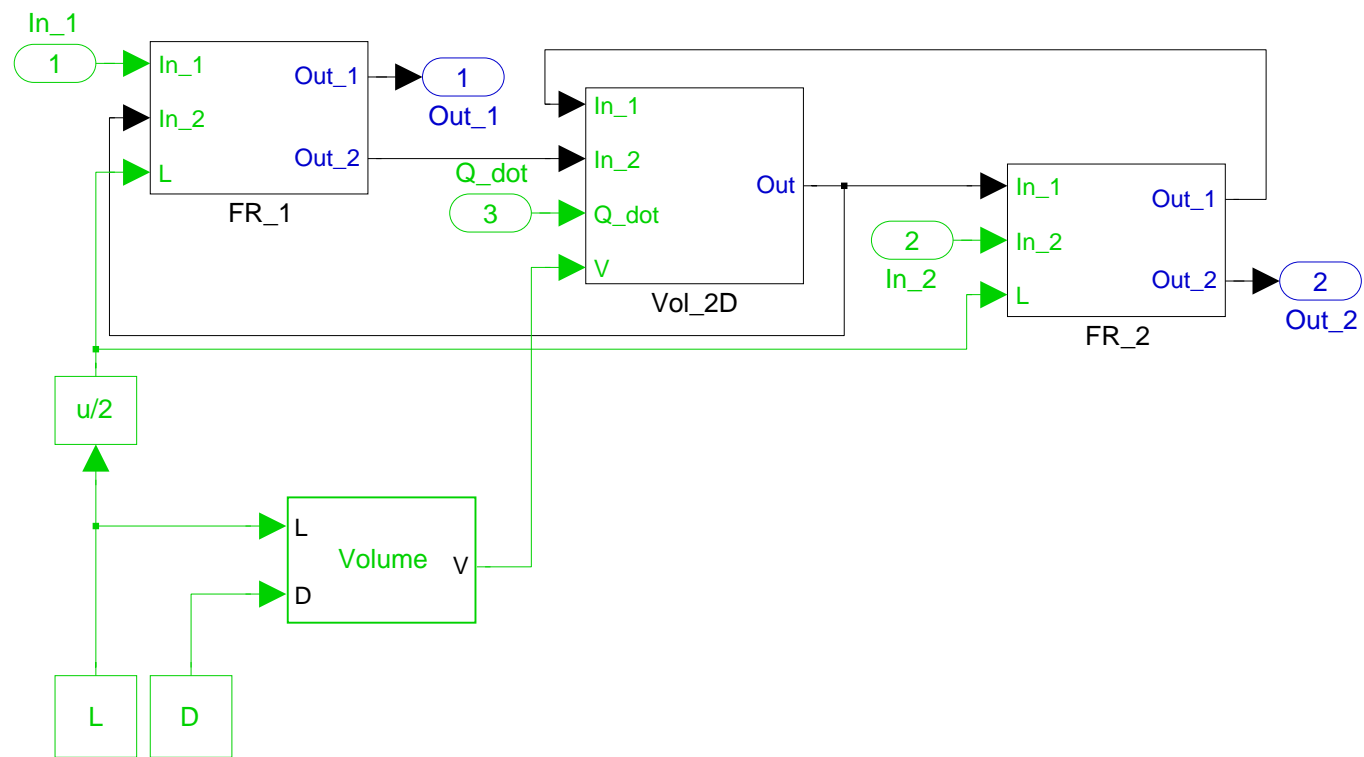 In_1
1
In_1
In_2
L
Out_1
Out_2
FR_1
1
Out_1
Q_dot
3
In_1
In_2
Q_dot
V
Out
Vol_2D
2
In_2
In_1
In_2
L
Out_1
Out_2
FR_2
2
Out_2
u/2
L
D
Volume
V
L
D